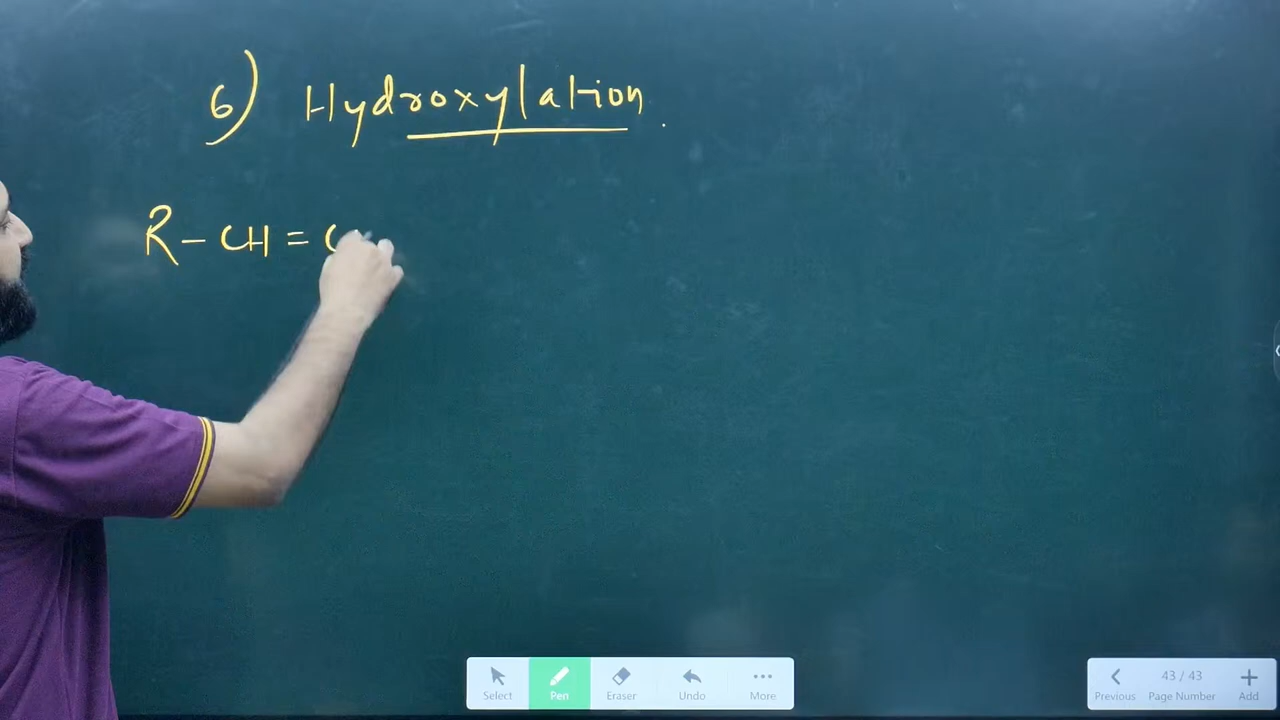 6) Hydroxylation.
R - CH = C
Select Pen Eraser Undo More
Previous 43 / 43 Page Number Add